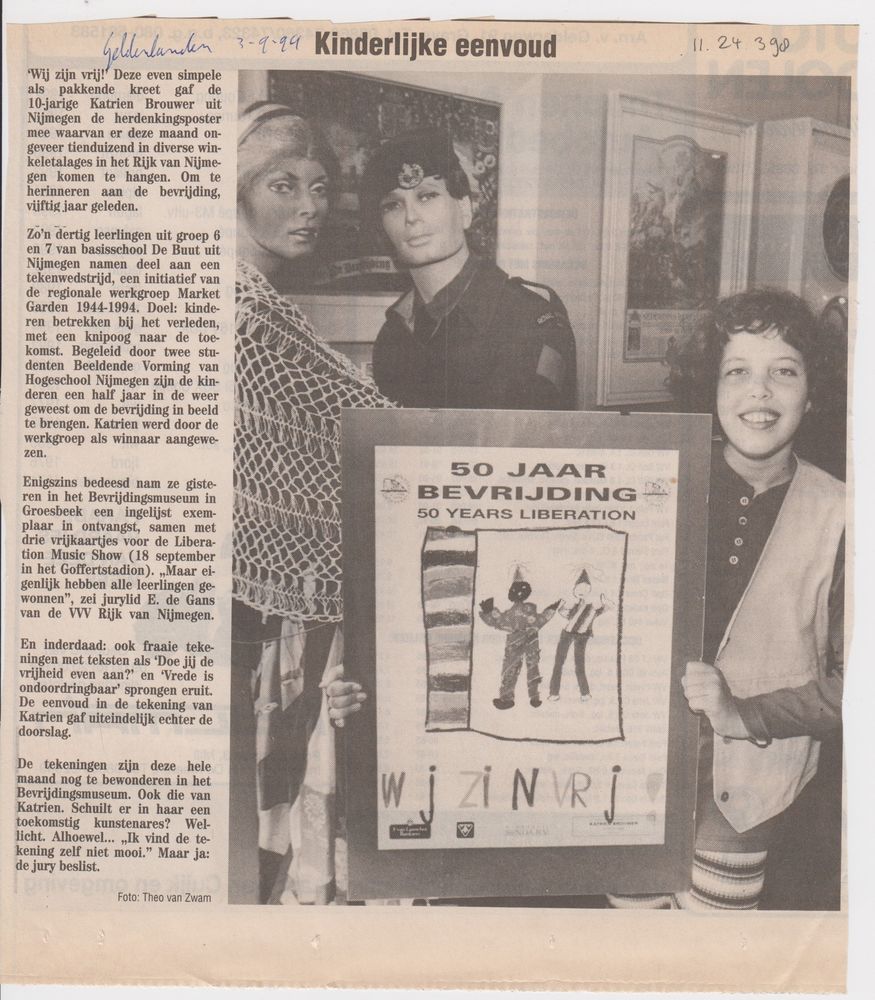 Gelderlander 3-9-94 Kinderlijke eenvoud 11.24.398
'Wij zijn vrij!' Deze even simpele
als pakkende kreet gaf de
10-jarige Katrien Brouwer uit
Nijmegen de herdenkingsposter
mee waarvan er deze maand on-
geveer tienduizend in diverse win-
keletalages in het Rijk van Nijme-
gen komen te hangen. Om te
herinneren aan de bevrijding,
vijftig jaar geleden.
Zo'n dertig leerlingen uit groep 6
en 7 van basisschool De Buut uit
Nijmegen namen deel aan een
tekenwedstrijd, een initiatief van
de regionale werkgroep Market
Garden 1944-1994. Doel: kinde-
ren betrekken bij het verleden,
met een knipoog naar de toe-
komst. Begeleid door twee stu-
denten Beeldende Vorming van
Hogeschool Nijmegen zijn de kin-
deren een half jaar in de weer
geweest om de bevrijding in beeld
te brengen. Katrien werd door de
werkgroep als winnaar aangewe-
zen.
Enigszins bedeesd nam ze giste-
ren in het Bevrijdingsmuseum in
Groesbeek een ingelijst exem-
plaar in ontvangst, samen met
drie vrijkaartjes voor de Libera-
tion Music Show (18 september
in het Goffertstadion). „Maar ei-
genlijk hebben alle leerlingen ge-
wonnen”, zei jurylid E. de Gans
van de VVV Rijk van Nijmegen.
En inderdaad: ook fraaie teke-
ningen met teksten als 'Doe jij de
vrijheid even aan?' en 'Vrede is
ondoordringbaar' sprongen eruit.
De eenvoud in de tekening van
Katrien gaf uiteindelijk echter de
doorslag.
De tekeningen zijn deze hele
maand nog te bewonderen in het
Bevrijdingsmuseum. Ook die van
Katrien. Schuilt er in haar een
toekomstig kunstenares? Wel-
licht. Alhoewel... „Ik vind de te-
kening zelf niet mooi.” Maar ja:
de jury beslist.
Foto: Theo van Zwam
50 JAAR
BEVRIJDING
50 YEARS LIBERATION
Wij ZiN VRij!
KATRIEN BROUWER